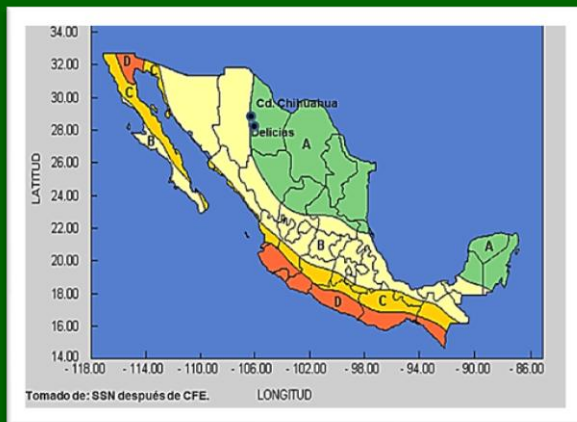 34.00
32.00
30.00
28.00
26.00
24.00
22.00
20.00
18.00
16.00
14.00
LATITUD
D
C
C
B
Cd. Chihuahua
Delicias
A
B
A
D
C
- 118.00 - 114.00 - 110.00 - 106.00 - 102.00 - 98.00 - 94.00 - 90.00 - 86.00
Tomado de: SSN después de CFE. LONGITUD